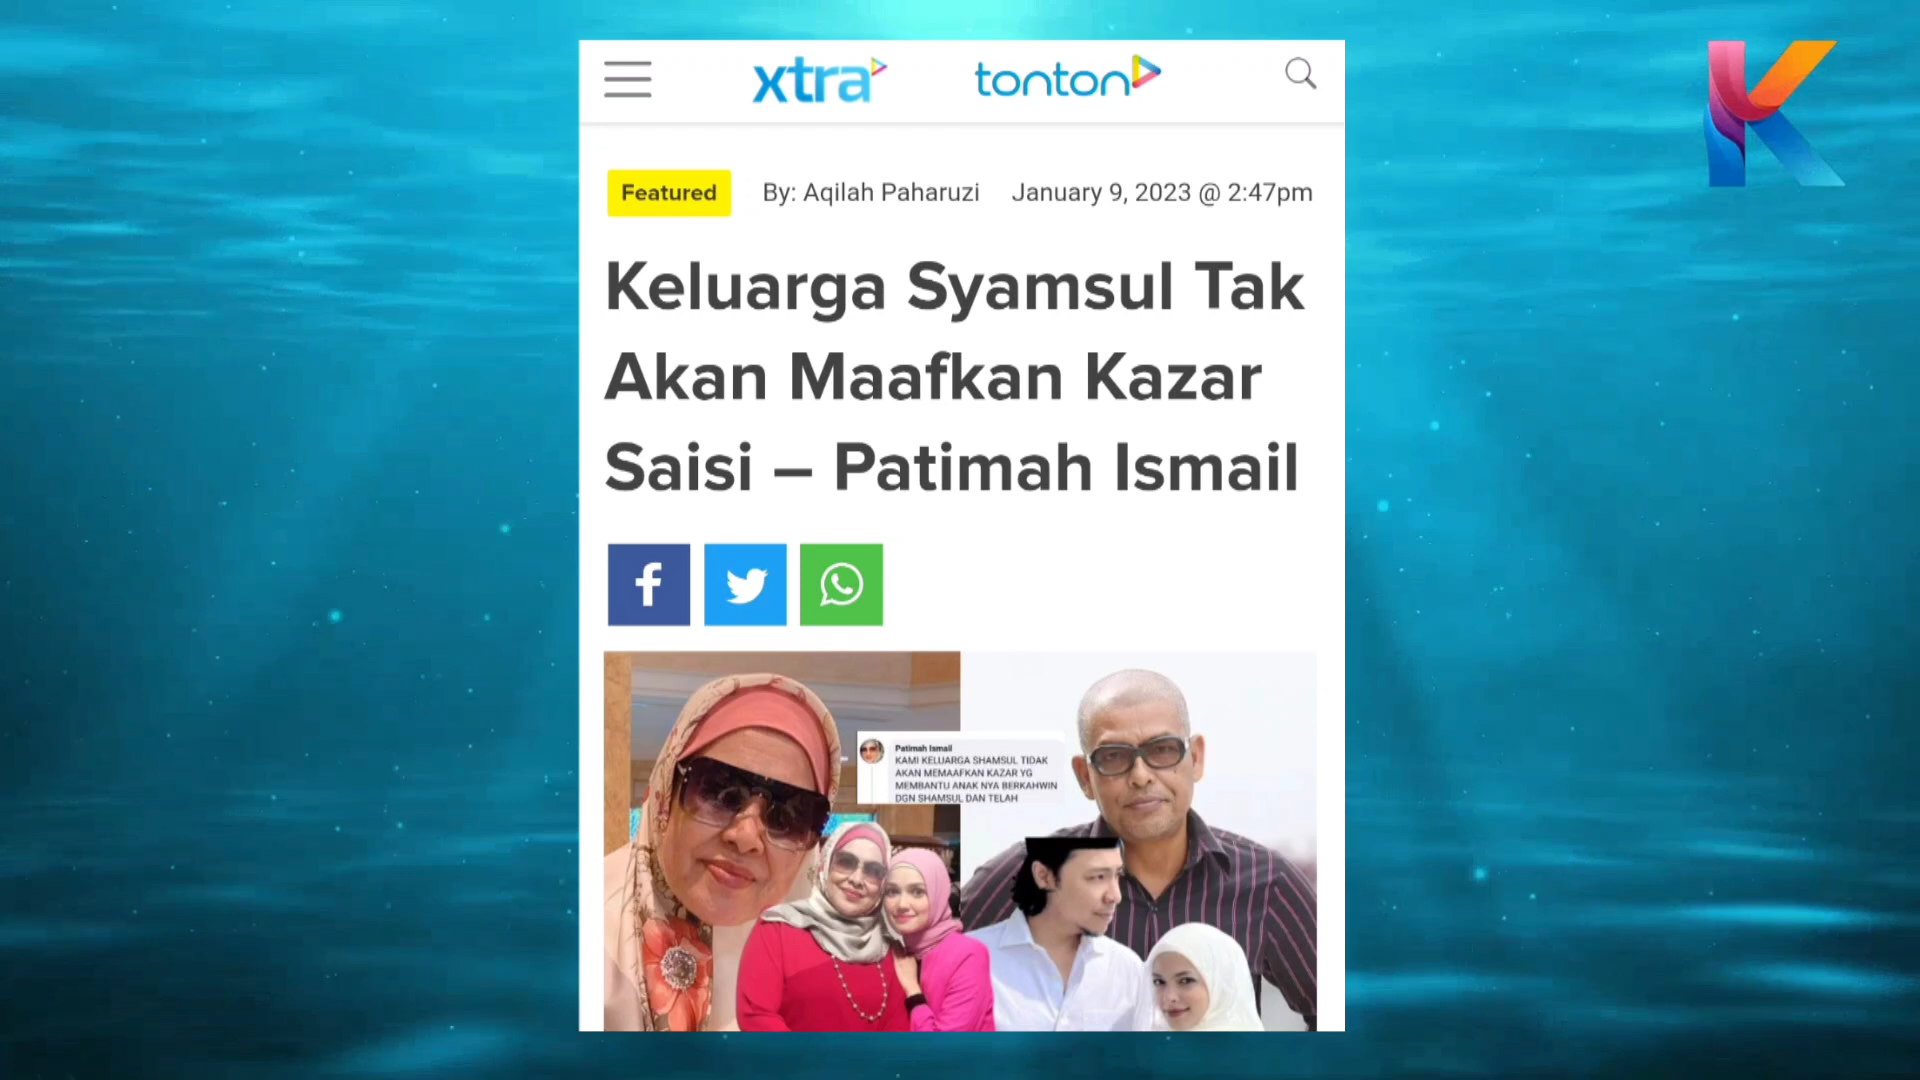 xtra tonton
Featured By: Aqilah Paharuzi January 9, 2023 @ 2:47pm
Keluarga Syamsul Tak
Akan Maafkan Kazar
Saisi – Patimah Ismail
Patimah Ismail
KAMI KELUARGA SHAMSUL TIDAK
AKAN MEMAAFKAN KAZAR YG
MEMBANTU ANAK NYA BERKAHWIN
DGN SHAMSUL DAN TELAH